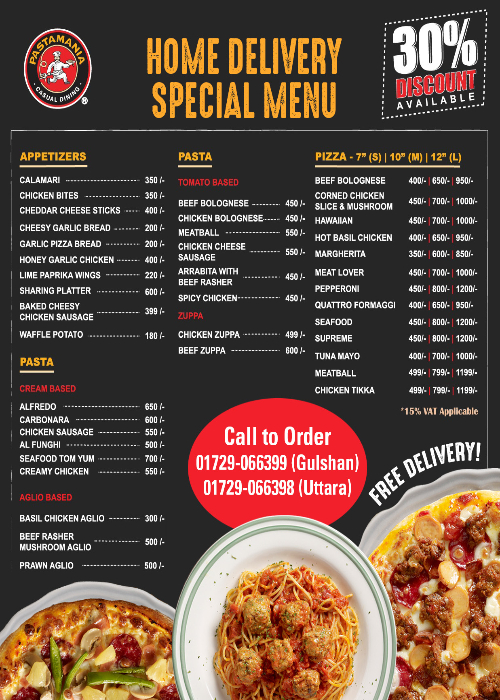 PASTAMANIA
CASUAL DINING
®
HOME DELIVERY
SPECIAL MENU
30%
DISCOUNT
AVAILABLE
APPETIZERS
CALAMARI 350 /-
CHICKEN BITES 350 /-
CHEDDAR CHEESE STICKS 400 /-
CHEESY GARLIC BREAD 200 /-
GARLIC PIZZA BREAD 200 /-
HONEY GARLIC CHICKEN 400 /-
LIME PAPRIKA WINGS 220 /-
SHARING PLATTER 600 /-
BAKED CHEESY
CHICKEN SAUSAGE 399 /-
WAFFLE POTATO 180 /-
PASTA
CREAM BASED
ALFREDO 650 /-
CARBONARA 600 /-
CHICKEN SAUSAGE 550 /-
AL FUNGHI 500 /-
SEAFOOD TOM YUM 700 /-
CREAMY CHICKEN 550 /-
AGLIO BASED
BASIL CHICKEN AGLIO 300 /-
BEEF RASHER
MUSHROOM AGLIO 500 /-
PRAWN AGLIO 500 /-
PASTA
TOMATO BASED
BEEF BOLOGNESE 450 /-
CHICKEN BOLOGNESE 450 /-
MEATBALL 550 /-
CHICKEN CHEESE
SAUSAGE 550 /-
ARRABITA WITH
BEEF RASHER 450 /-
SPICY CHICKEN 450 /-
ZUPPA
CHICKEN ZUPPA 499 /-
BEEF ZUPPA 600 /-
PIZZA - 7" (S) | 10" (M) | 12" (L)
BEEF BOLOGNESE 400/- | 650/- | 950/-
CORNED CHICKEN
SLICE & MUSHROOM 450/- | 700/- | 1000/-
HAWAIIAN 450/- | 700/- | 1000/-
HOT BASIL CHICKEN 400/- | 650/- | 950/-
MARGHERITA 350/- | 600/- | 850/-
MEAT LOVER 450/- | 700/- | 1000/-
PEPPERONI 450/- | 800/- | 1200/-
QUATTRO FORMAGGI 400/- | 650/- | 950/-
SEAFOOD 450/- | 800/- | 1200/-
SUPREME 450/- | 800/- | 1200/-
TUNA MAYO 400/- | 700/- | 1000/-
MEATBALL 499/- | 799/- | 1199/-
CHICKEN TIKKA 499/- | 799/- | 1199/-
*15% VAT Applicable
Call to Order
01729-066399 (Gulshan)
01729-066398 (Uttara)
FREE DELIVERY!